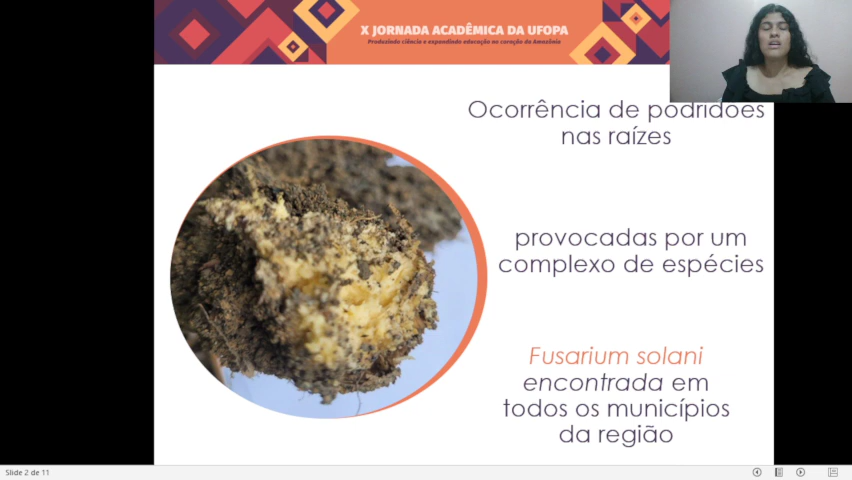 X JORNADA ACADÊMICA DA UFOPA
Produzindo ciência e expandindo educação no coração da Amazônia
Ocorrência de podridões
nas raízes
provocadas por um
complexo de espécies
Fusarium solani
encontrada em
todos os municípios
da região
Slide 2 de 11